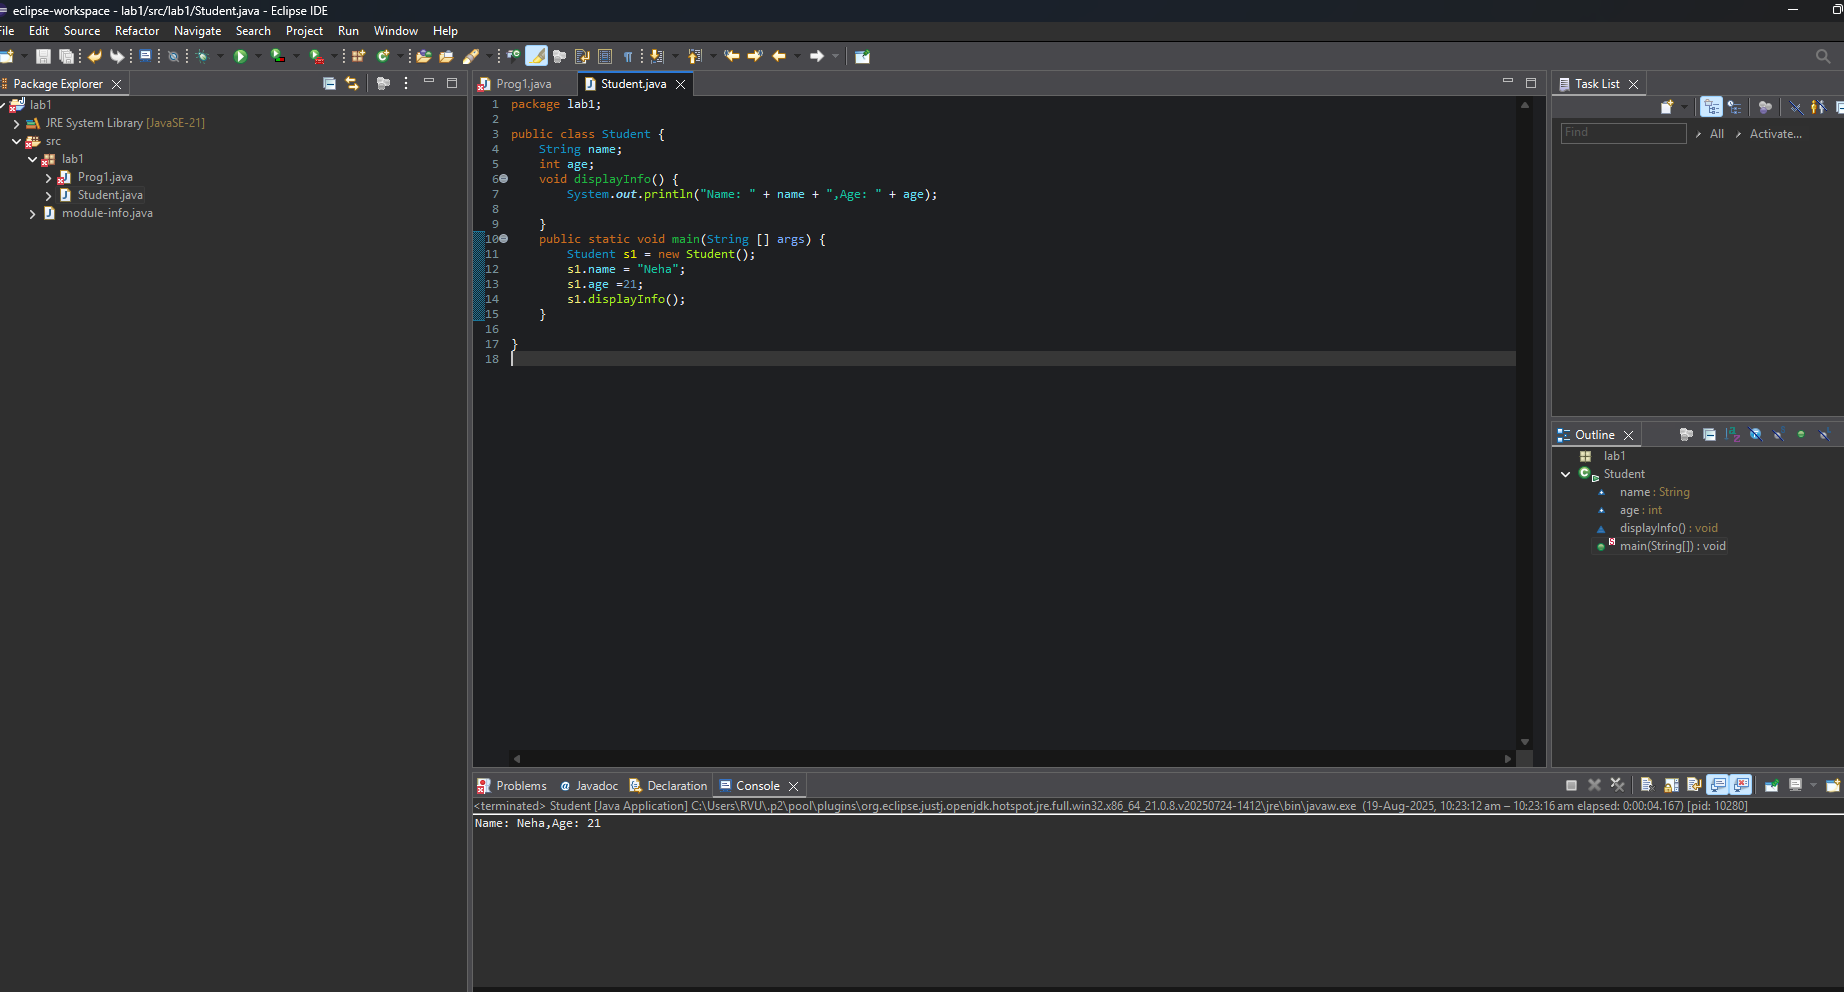 eclipse-workspace - lab1/src/lab1/Student.java - Eclipse IDE
File Edit Source Refactor Navigate Search Project Run Window Help
Package Explorer
lab1
JRE System Library [JavaSE-21]
src
lab1
Prog1.java
Student.java
module-info.java
Prog1.java Student.java
1 package lab1;
2
3 public class Student {
4 String name;
5 int age;
6 void displayInfo() {
7 System.out.println("Name: " + name + ",Age: " + age);
8
9 }
10 public static void main(String [] args) {
11 Student s1 = new Student();
12 s1.name = "Neha";
13 s1.age =21;
14 s1.displayInfo();
15 }
16
17 }
18
Task List
Find All Activate...
Outline
lab1
Student
name : String
age : int
displayInfo() : void
main(String[]) : void
Problems Javadoc Declaration Console
<terminated> Student [Java Application] C:\Users\RVU\.p2\pool\plugins\org.eclipse.justj.openjdk.hotspot.jre.full.win32.x86_64_21.0.8.v20250724-1412\jre\bin\javaw.exe (19-Aug-2025, 10:23:12 am – 10:23:16 am elapsed: 0:00:04.167) [pid: 10280]
Name: Neha,Age: 21